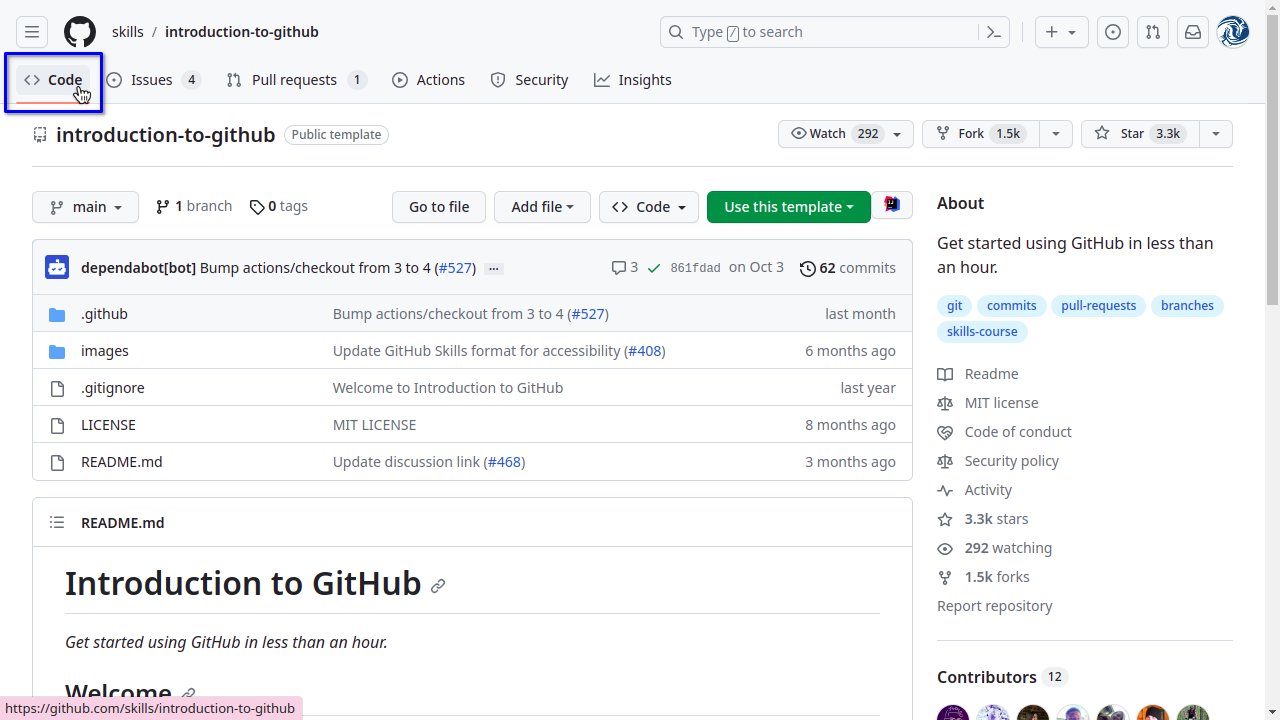 skills / introduction-to-github
Type / to search
Code
Issues 4
Pull requests 1
Actions
Security
Insights
introduction-to-github Public template
Watch 292
Fork 1.5k
Star 3.3k
main
1 branch
0 tags
Go to file
Add file
Code
Use this template
dependabot[bot] Bump actions/checkout from 3 to 4 (#527) ...
3 861fdad on Oct 3 62 commits
.github Bump actions/checkout from 3 to 4 (#527) last month
images Update GitHub Skills format for accessibility (#408) 6 months ago
.gitignore Welcome to Introduction to GitHub last year
LICENSE MIT LICENSE 8 months ago
README.md Update discussion link (#468) 3 months ago
README.md
Introduction to GitHub
Get started using GitHub in less than an hour.
Welcome
About
Get started using GitHub in less than
an hour.
git commits pull-requests branches
skills-course
Readme
MIT license
Code of conduct
Security policy
Activity
3.3k stars
292 watching
1.5k forks
Report repository
Contributors 12
https://github.com/skills/introduction-to-github